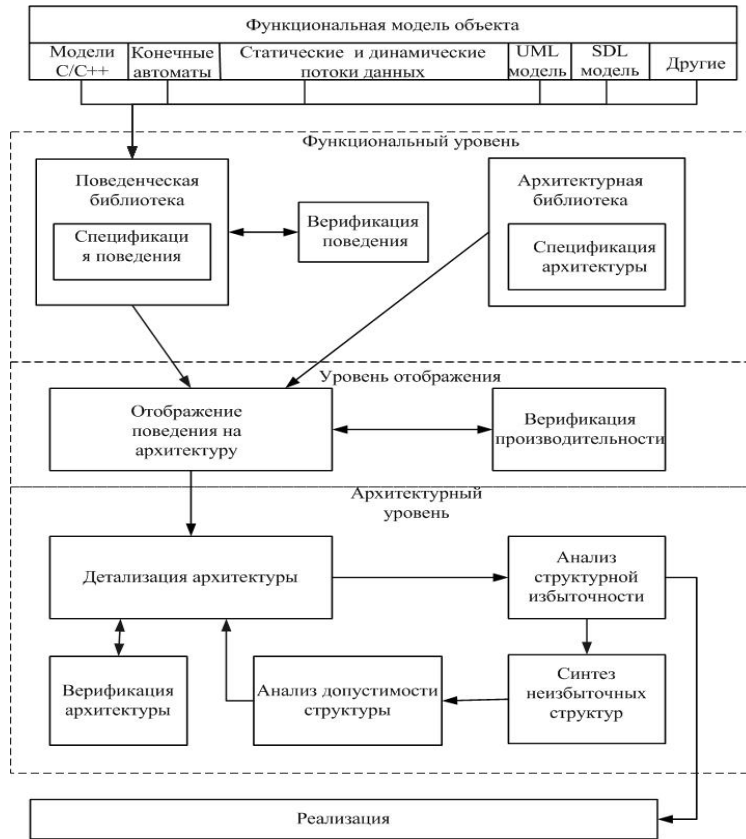 Функциональная модель объекта
Модели
C/C++
Конечные
автоматы
Статические и динамические
потоки данных
UML
модель
SDL
модель
Другие
Функциональный уровень
Поведенческая
библиотека
Спецификаци
я поведения
Верификация
поведения
Архитектурная
библиотека
Спецификация
архитектуры
Уровень отображения
Отображение
поведения на
архитектуру
Верификация
производительности
Архитектурный
уровень
Детализация архитектуры
Анализ
структурной
избыточности
Верификация
архитектуры
Анализ допустимости
структуры
Синтез
неизбыточных
структур
Реализация